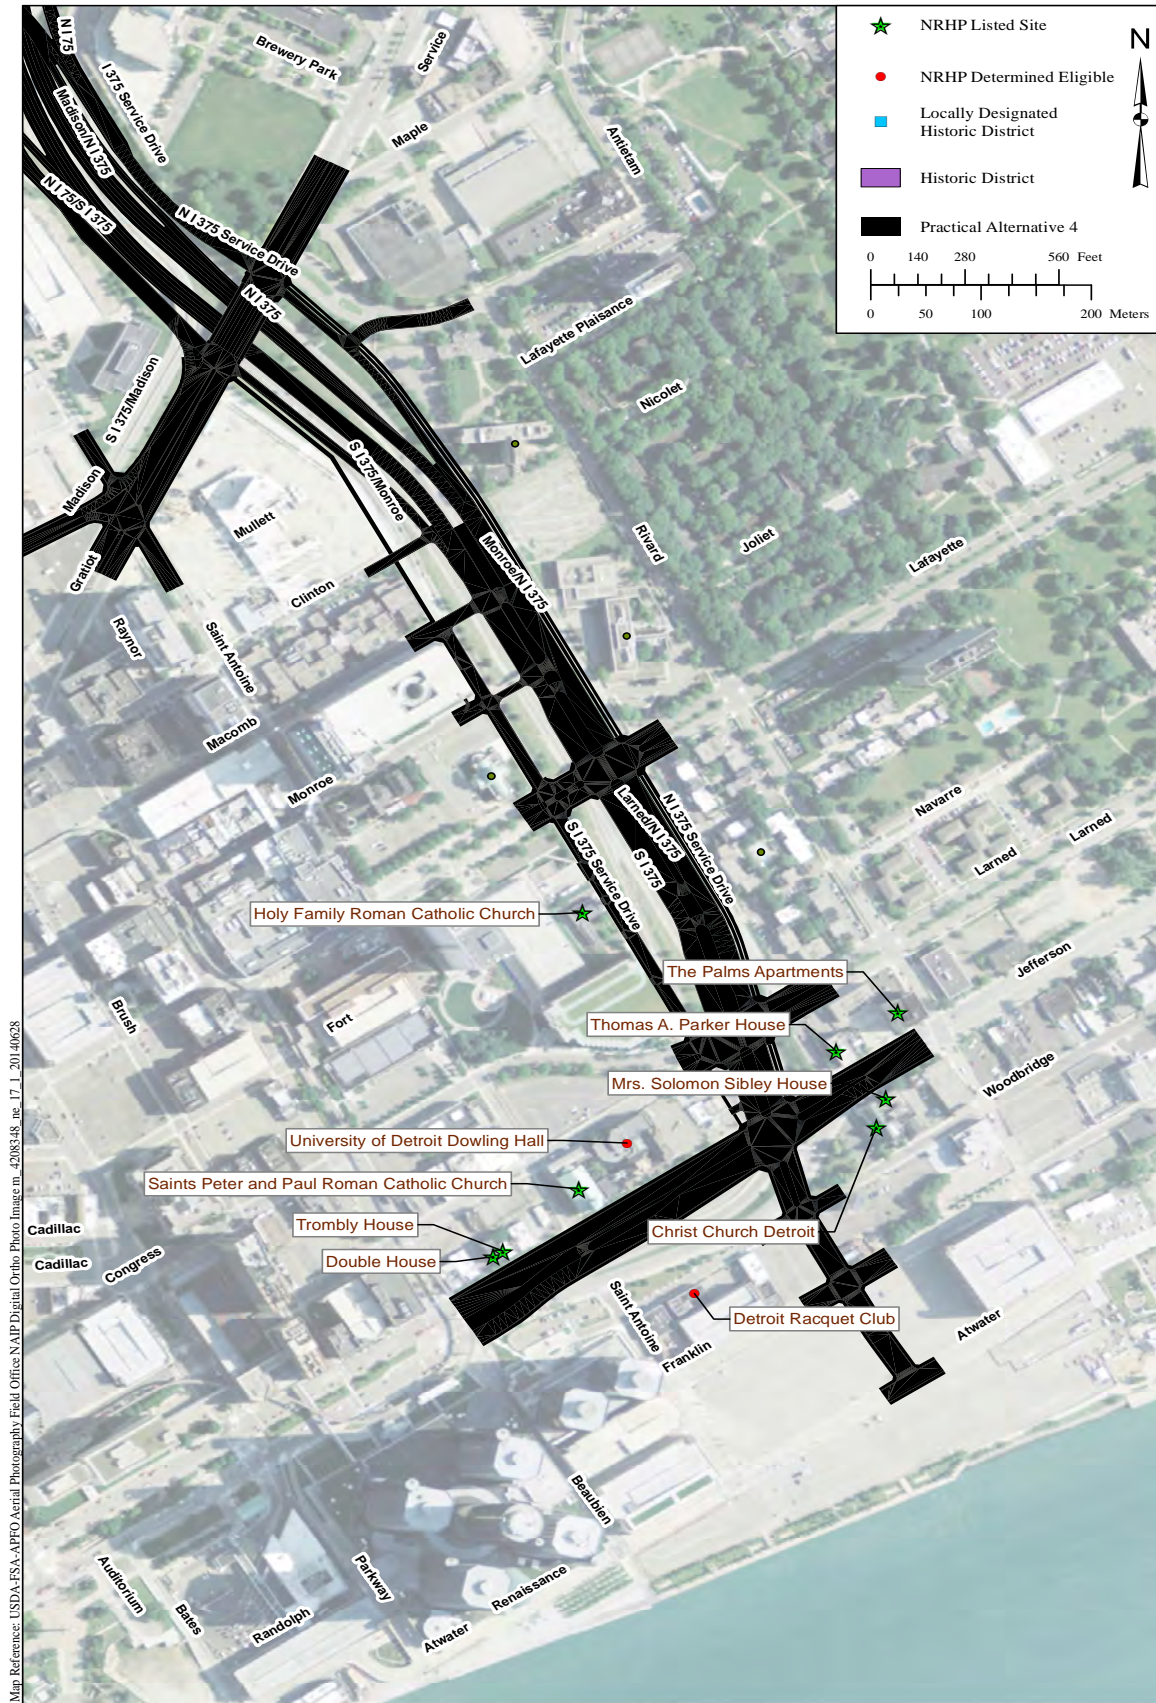 NRHP Listed Site
NRHP Determined Eligible
Locally Designated
Historic District
Historic District
Practical Alternative 4
0 140 280 560 Feet
0 50 100 200 Meters
N
N I 75
I 375 Service Drive
Madison/N I 375
N I 75/S I 375
Brewery Park
Service
Maple
Antietam
N I 375 Service Drive
N I 375
Lafayette Plaisance
Nicolet
S I 375/Madison
Madison
Gratiot
Mullett
S I 375/Monroe
Clinton
Monroe/N I 375
Rivard
Joliet
Lafayette
Raynor
Saint Antoine
Macomb
Monroe
Larned/N I 375
N I 375 Service Drive
S I 375
S I 375 Service Drive
Navarre
Larned
Larned
Holy Family Roman Catholic Church
Jefferson
The Palms Apartments
Brush
Fort
Thomas A. Parker House
Woodbridge
Mrs. Solomon Sibley House
University of Detroit Dowling Hall
Saints Peter and Paul Roman Catholic Church
Trombly House
Christ Church Detroit
Double House
Cadillac
Cadillac
Congress
Saint Antoine
Detroit Racquet Club
Franklin
Atwater
Beaubien
Parkway
Renaissance
Auditorium
Bates
Randolph
Atwater
Map Reference: USDA-FSA-APFO Aerial Photography Field Office NAIP Digital Ortho Photo Image m_4208348_ne_17_1_20140628